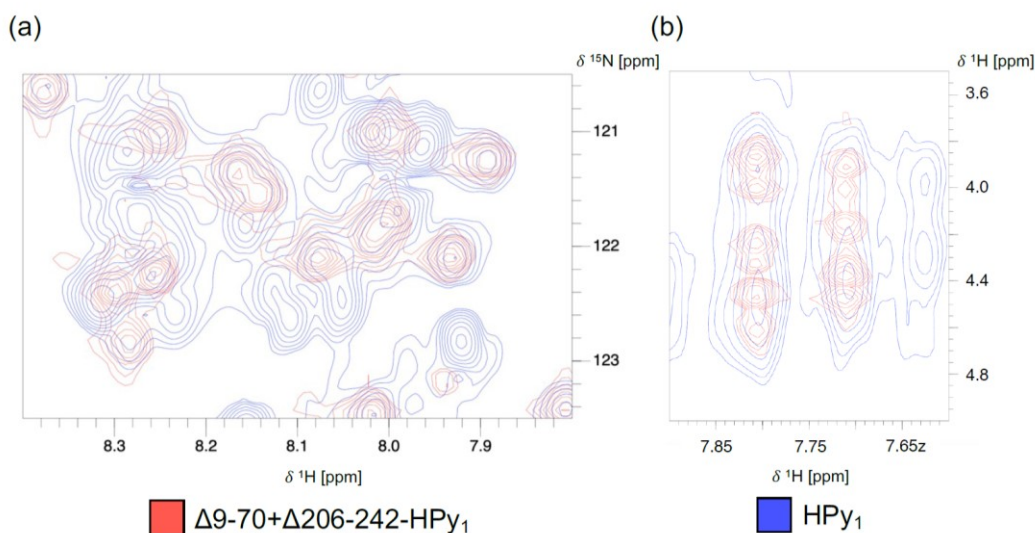 (a)
(b)
δ ¹⁵N [ppm]
121
122
123
8.3
8.2
8.1
8.0
7.9
δ ¹H [ppm]
δ ¹H [ppm]
3.6
4.0
4.4
4.8
7.85
7.75
7.65z
δ ¹H [ppm]
Δ9-70+Δ206-242-HPy₁
HPy₁